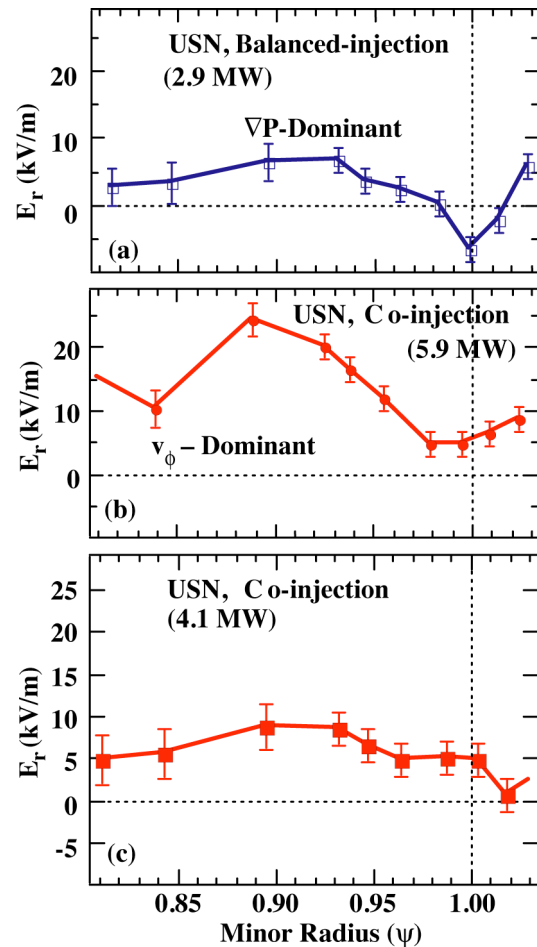 USN, Balanced-injection
(2.9 MW)
∇P-Dominant
20
10
0
E_r (kV/m)
(a)
USN, Co-injection
(5.9 MW)
20
10
0
E_r (kV/m)
v_ϕ – Dominant
(b)
USN, Co-injection
(4.1 MW)
25
20
15
10
5
0
-5
E_r (kV/m)
(c)
0.85 0.90 0.95 1.00
Minor Radius (ψ)